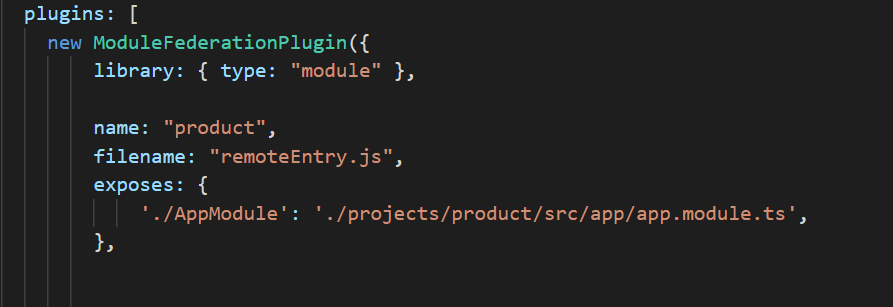 plugins: [
new ModuleFederationPlugin({
library: { type: "module" },
name: "product",
filename: "remoteEntry.js",
exposes: {
'./AppModule': './projects/product/src/app/app.module.ts',
},